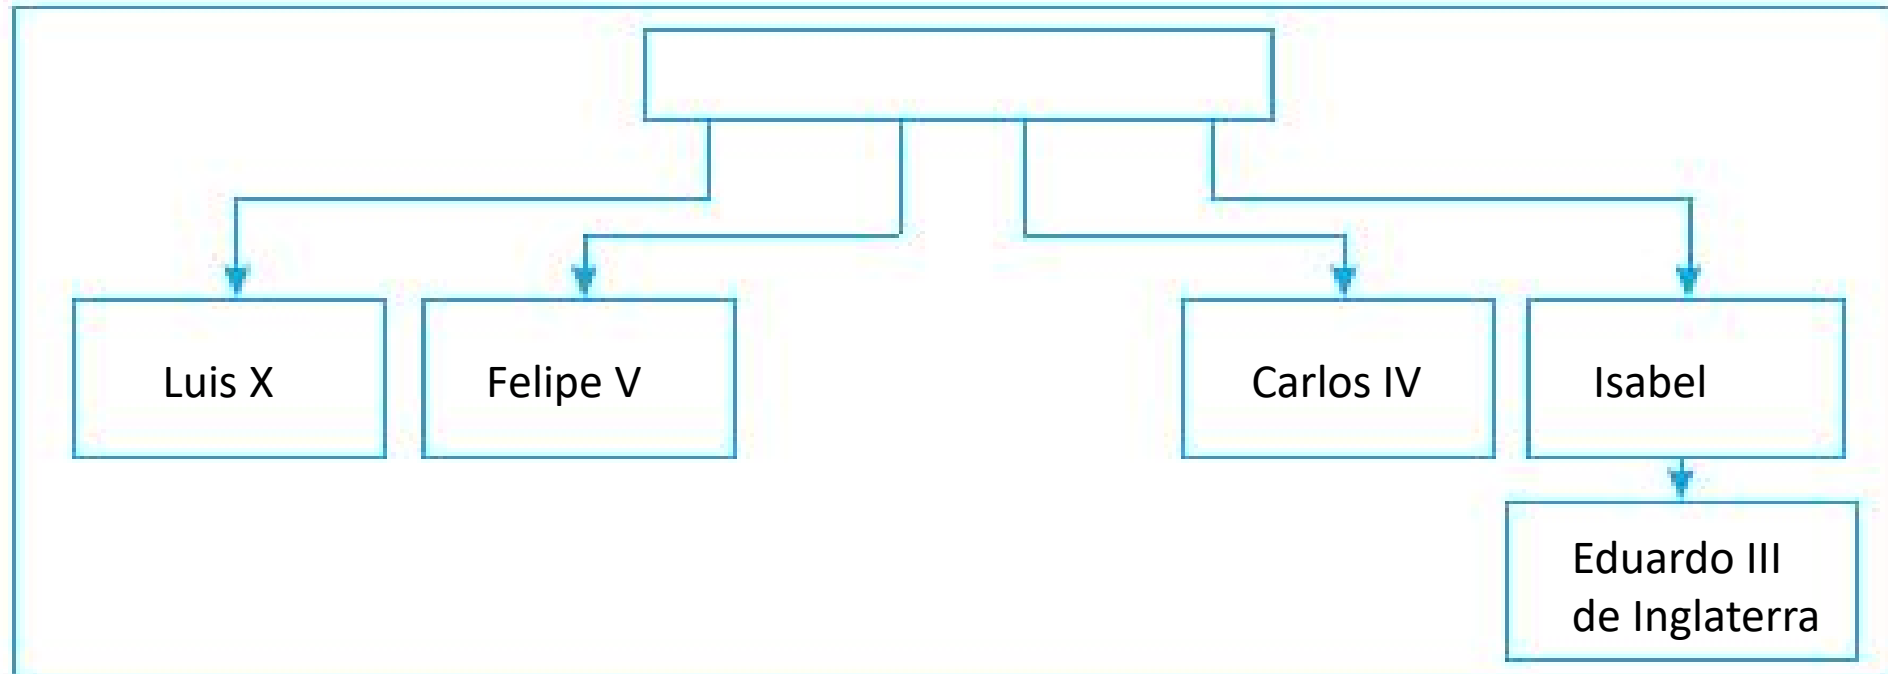 Luis X
Felipe V
Carlos IV
Isabel
Eduardo III
de Inglaterra